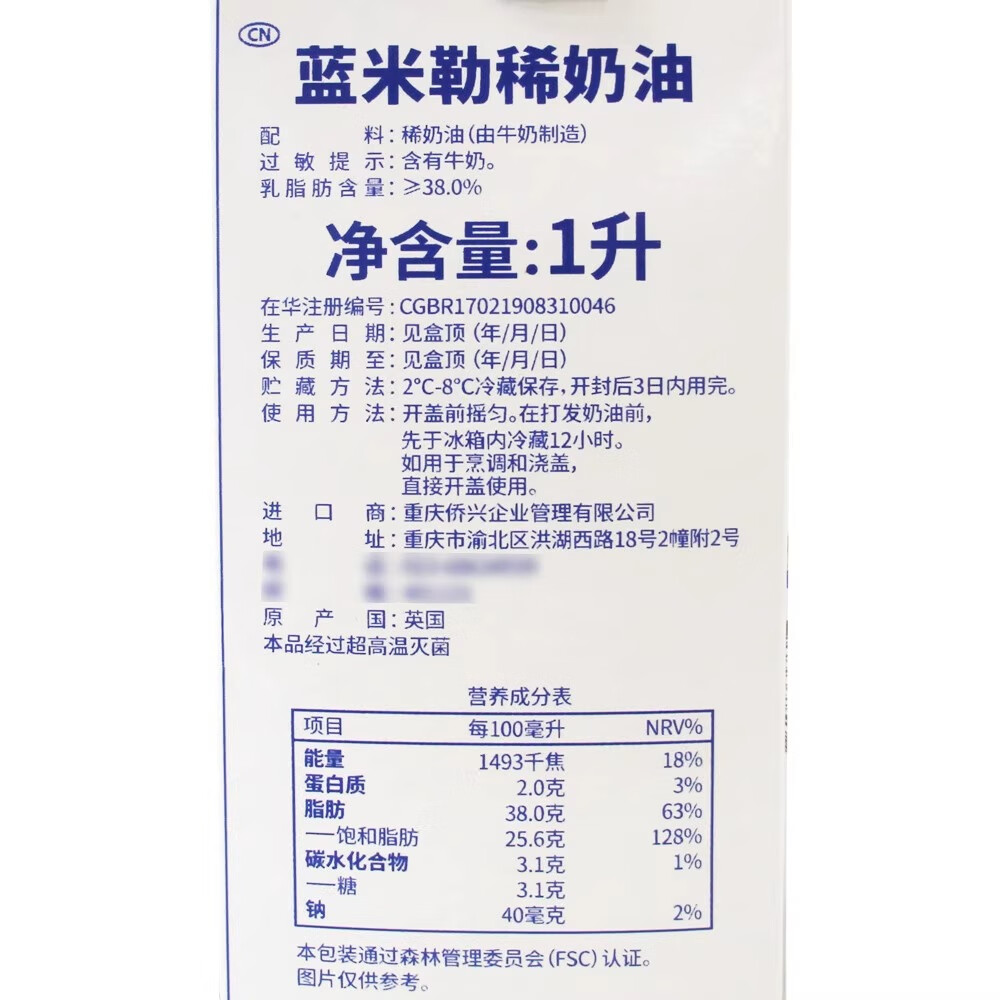 CN
蓝米勒稀奶油
配料:稀奶油(由牛奶制造)
过敏提示:含有牛奶。
乳脂肪含量:≥38.0%
净含量:1升
在华注册编号:CGBR17021908310046
生产日期:见盒顶(年/月/日)
保质期至:见盒顶(年/月/日)
贮藏方法:2℃-8℃冷藏保存,开封后3日内用完。
使用方法:开盖前摇匀。在打发奶油前,
先于冰箱内冷藏12小时。
如用于烹调和浇盖,
直接开盖使用。
进口商:重庆侨兴企业管理有限公司
地址:重庆市渝北区洪湖西路18号2幢附2号
原产国:英国
本品经过超高温灭菌
营养成分表
项目 每100毫升 NRV%
能量 1493千焦 18%
蛋白质 2.0克 3%
脂肪 38.0克 63%
——饱和脂肪 25.6克 128%
碳水化合物 3.1克 1%
——糖 3.1克
钠 40毫克 2%
本包装通过森林管理委员会(FSC)认证。
图片仅供参考。